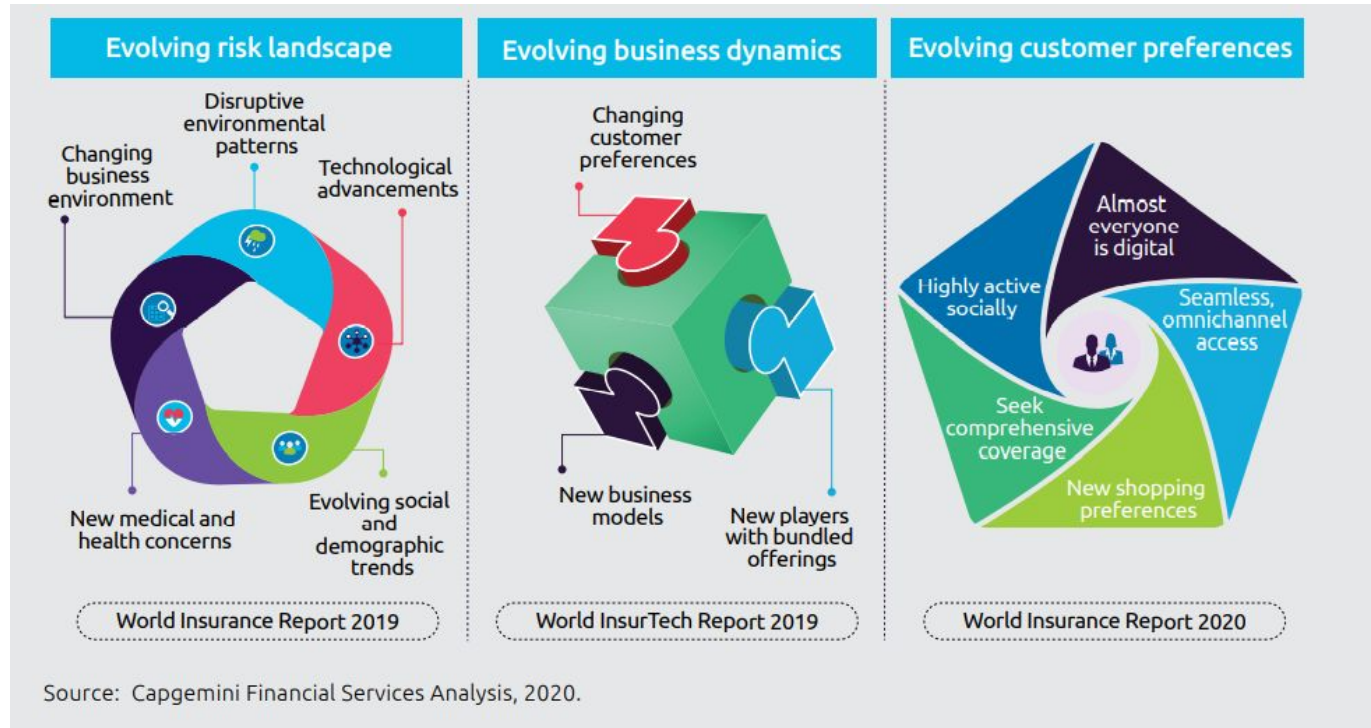 Evolving risk landscape
Disruptive
environmental
patterns
Changing
business
environment
Technological
advancements
New medical and
health concerns
Evolving social
and
demographic
trends
World Insurance Report 2019
Evolving business dynamics
Changing
customer
preferences
New business
models
New players
with bundled
offerings
World InsurTech Report 2019
Evolving customer preferences
Almost
everyone
is digital
Highly active
socially
Seamless,
omnichannel
access
Seek
comprehensive
coverage
New shopping
preferences
World Insurance Report 2020
Source: Capgemini Financial Services Analysis, 2020.